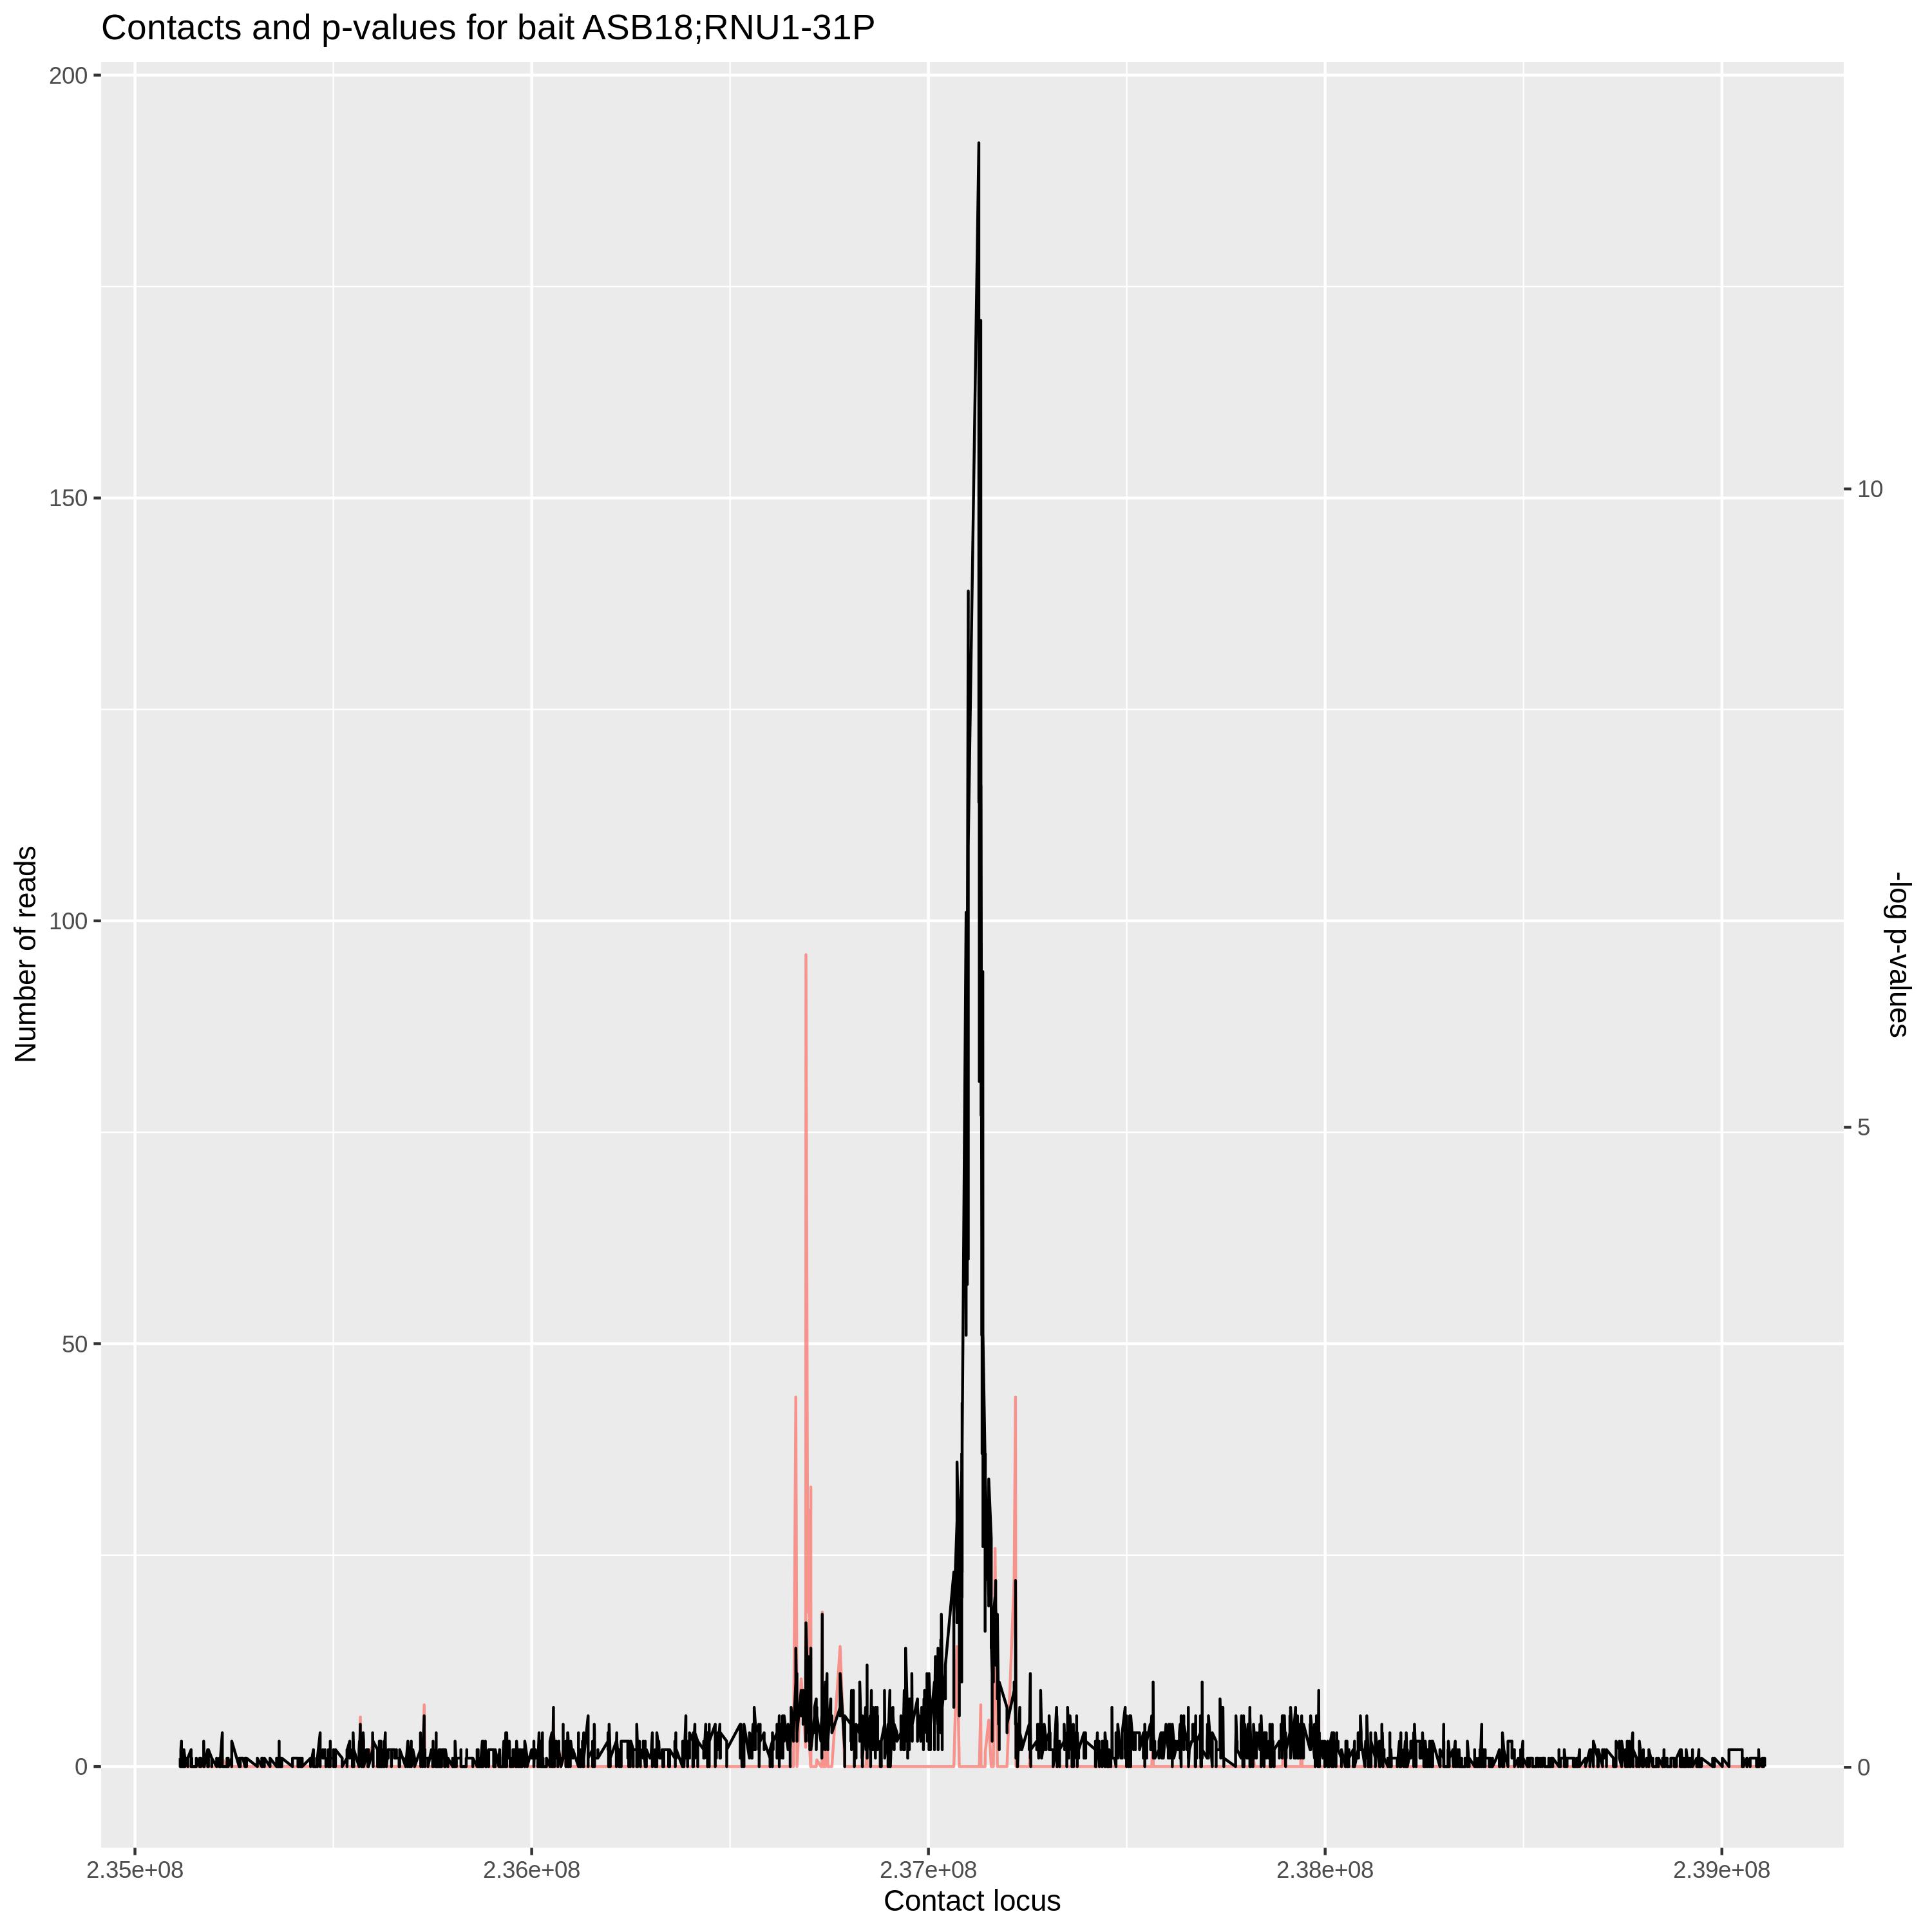 Contacts and p-values for bait ASB18;RNU1-31P
200
150
100
50
0
Number of reads
10
5
0
-log p-values
2.35e+08
2.36e+08
2.37e+08
2.38e+08
2.39e+08
Contact locus